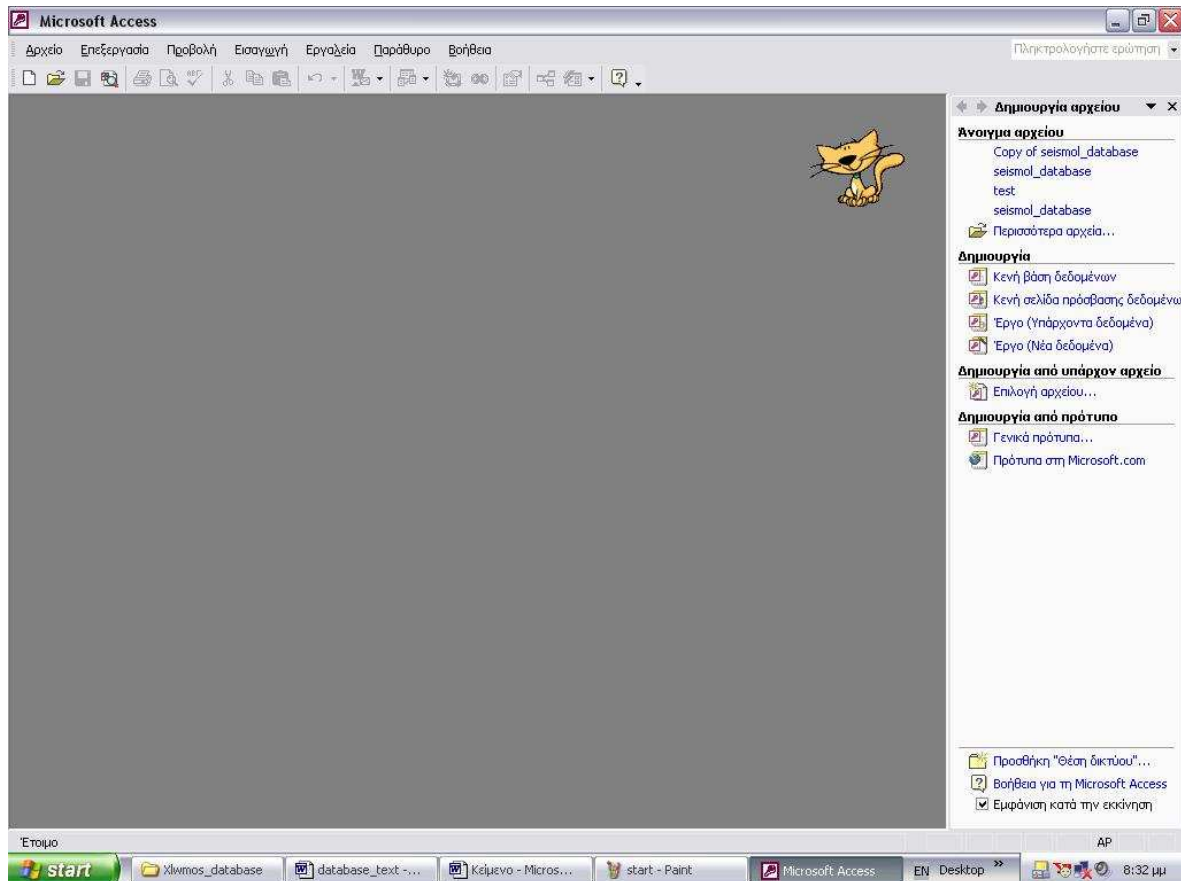 Microsoft Access
Αρχείο Επεξεργασία Προβολή Εισαγωγή Εργαλεία Παράθυρο Βοήθεια
Πληκτρολογήστε ερώτηση
Δημιουργία αρχείου
Άνοιγμα αρχείου
Copy of seismol_database
seismol_database
test
seismol_database
Περισσότερα αρχεία...
Δημιουργία
Κενή βάση δεδομένων
Κενή σελίδα πρόσβασης δεδομένω
Έργο (Υπάρχοντα δεδομένα)
Έργο (Νέα δεδομένα)
Δημιουργία από υπάρχον αρχείο
Επιλογή αρχείου...
Δημιουργία από πρότυπο
Γενικά πρότυπα...
Πρότυπα στη Microsoft.com
Προσθήκη "Θέση δικτύου"...
Βοήθεια για τη Microsoft Access
Εμφάνιση κατά την εκκίνηση
Έτοιμο
AP
start
Xlwmos_database
database_text -...
Κείμενο - Micros...
start - Paint
Microsoft Access
EN
Desktop
8:32 μμ